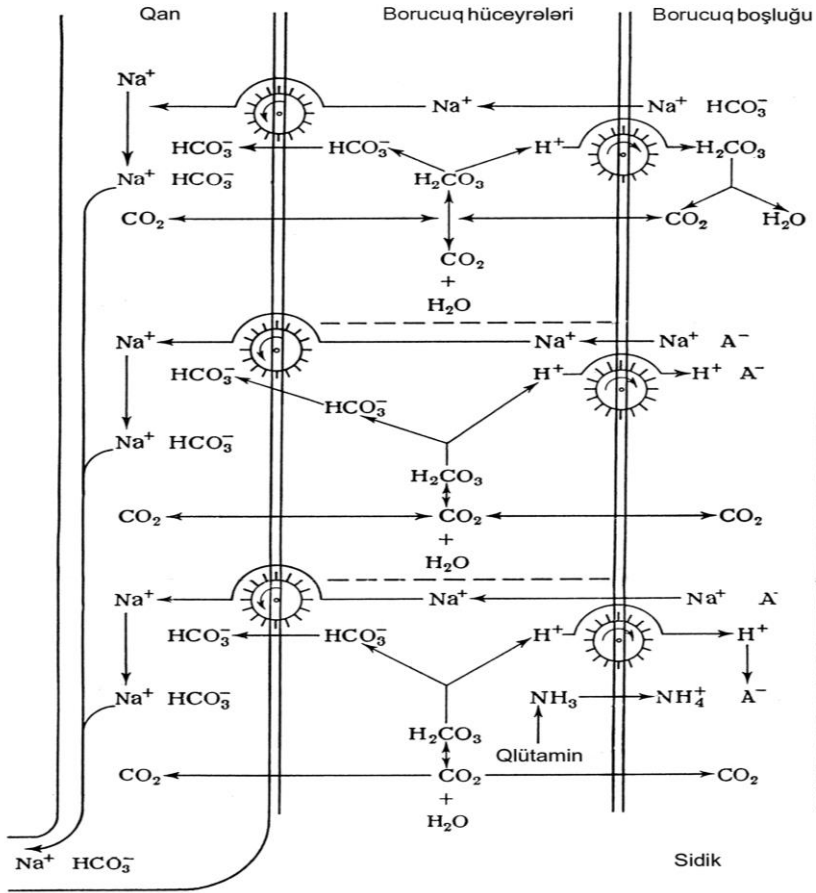 Qan Borucuq hüceyrələri Borucuq boşluğu
Na⁺
Na⁺ Na⁺ HCO₃⁻
HCO₃⁻ HCO₃⁻ H⁺ H₂CO₃
Na⁺ HCO₃⁻ H₂CO₃
CO₂ CO₂ H₂O
CO₂
+
H₂O
Na⁺ Na⁺ Na⁺ A⁻
HCO₃⁻ H⁺ H⁺ A⁻
HCO₃⁻
Na⁺ HCO₃⁻
H₂CO₃
CO₂ CO₂ CO₂
+
H₂O
Na⁺ Na⁺ Na⁺ A⁻
HCO₃⁻ HCO₃⁻ H⁺ H⁺
Na⁺ HCO₃⁻ NH₃ NH₄⁺ A⁻
H₂CO₃
Qlütamin
CO₂ CO₂ CO₂
+
H₂O
Na⁺ HCO₃⁻ Sidik